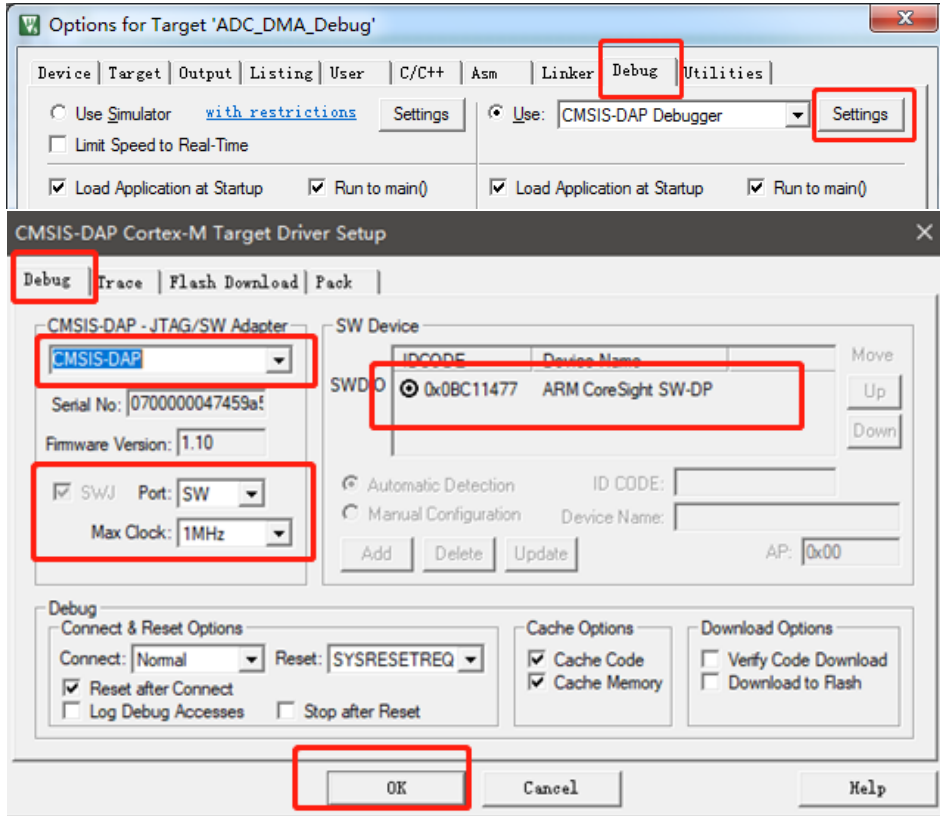 Options for Target 'ADC_DMA_Debug'
Device Target Output Listing User C/C++ Asm Linker Debug Utilities
Use Simulator with restrictions Settings Use: CMSIS-DAP Debugger Settings
Limit Speed to Real-Time
Load Application at Startup Run to main() Load Application at Startup Run to main()
CMSIS-DAP Cortex-M Target Driver Setup
Debug Trace Flash Download Pack
CMSIS-DAP - JTAG/SW Adapter
CMSIS-DAP
Serial No: 0700000047459a5
Firmware Version: 1.10
SWJ Port: SW
Max Clock: 1MHz
SW Device
IDCODE Device Name
SWDIO 0x0BC11477 ARM CoreSight SW-DP
Move
Up
Down
Automatic Detection ID CODE:
Manual Configuration Device Name:
Add Delete Update AP: 0x00
Debug
Connect & Reset Options
Connect: Normal Reset: SYSRESETREQ
Reset after Connect
Log Debug Accesses Stop after Reset
Cache Options
Cache Code
Cache Memory
Download Options
Verify Code Download
Download to Flash
OK Cancel Help